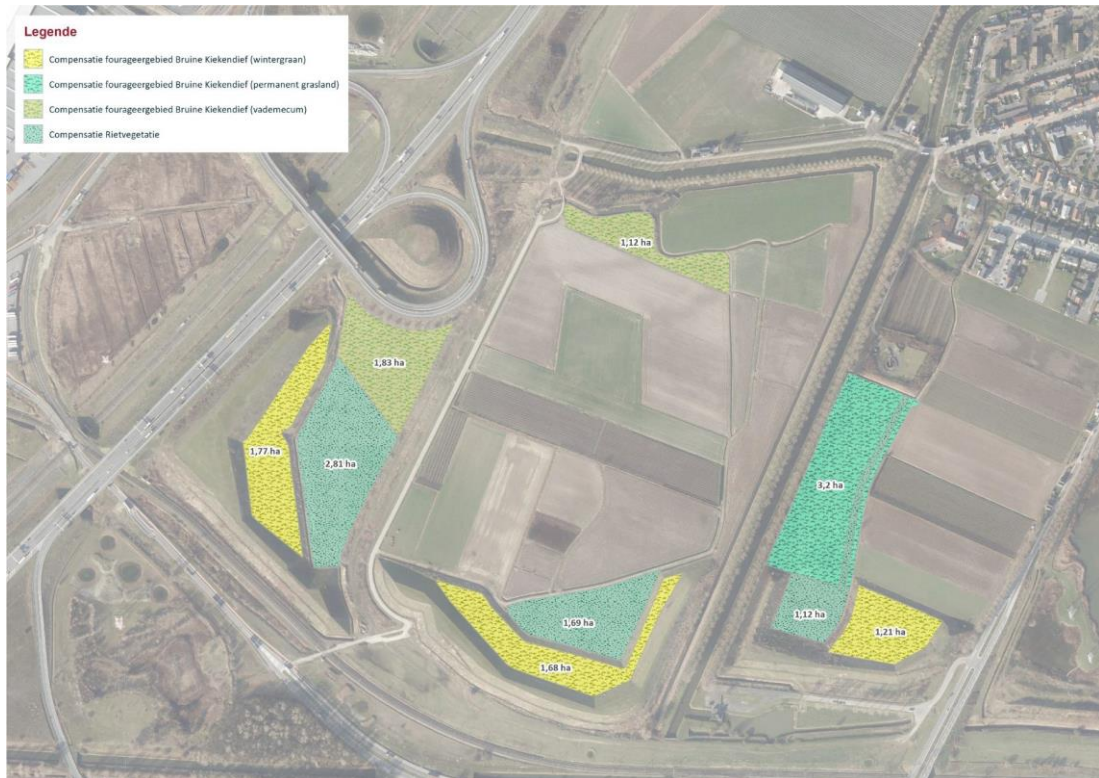 Legende
Compensatie fourageergebied Bruine Kiekendief (wintergraan)
Compensatie fourageergebied Bruine Kiekendief (permanent grasland)
Compensatie fourageergebied Bruine Kiekendief (vademecum)
Compensatie Rietvegetatie
1,12 ha
1,83 ha
1,77 ha
2,81 ha
3,2 ha
1,69 ha
1,12 ha
1,68 ha
1,21 ha